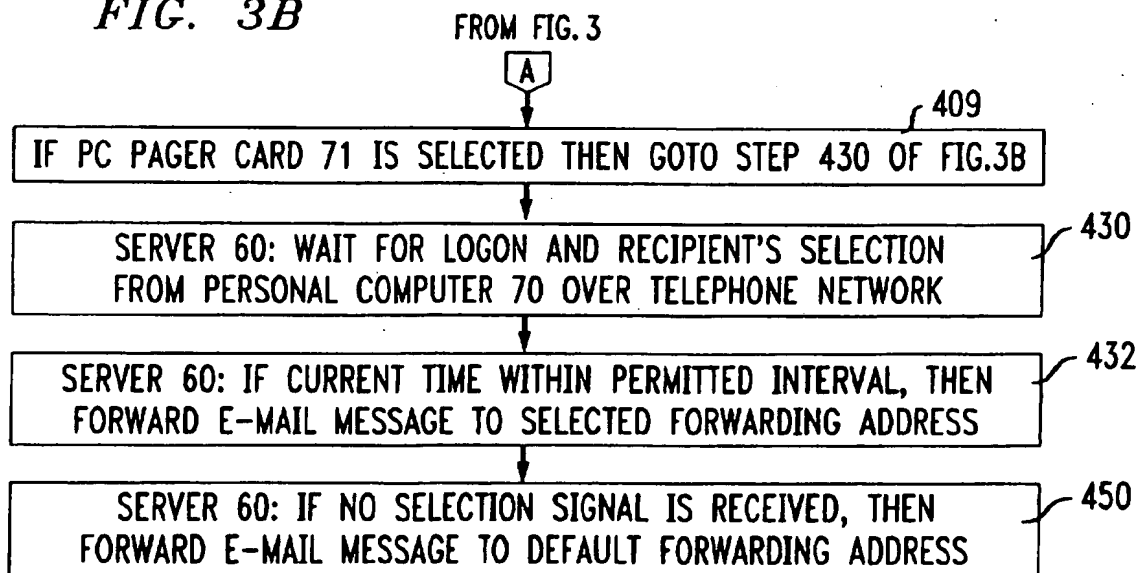 FIG. 3B
FROM FIG. 3
A
409
IF PC PAGER CARD 71 IS SELECTED THEN GOTO STEP 430 OF FIG.3B
430
SERVER 60: WAIT FOR LOGON AND RECIPIENT'S SELECTION
FROM PERSONAL COMPUTER 70 OVER TELEPHONE NETWORK
432
SERVER 60: IF CURRENT TIME WITHIN PERMITTED INTERVAL, THEN
FORWARD E-MAIL MESSAGE TO SELECTED FORWARDING ADDRESS
450
SERVER 60: IF NO SELECTION SIGNAL IS RECEIVED, THEN
FORWARD E-MAIL MESSAGE TO DEFAULT FORWARDING ADDRESS